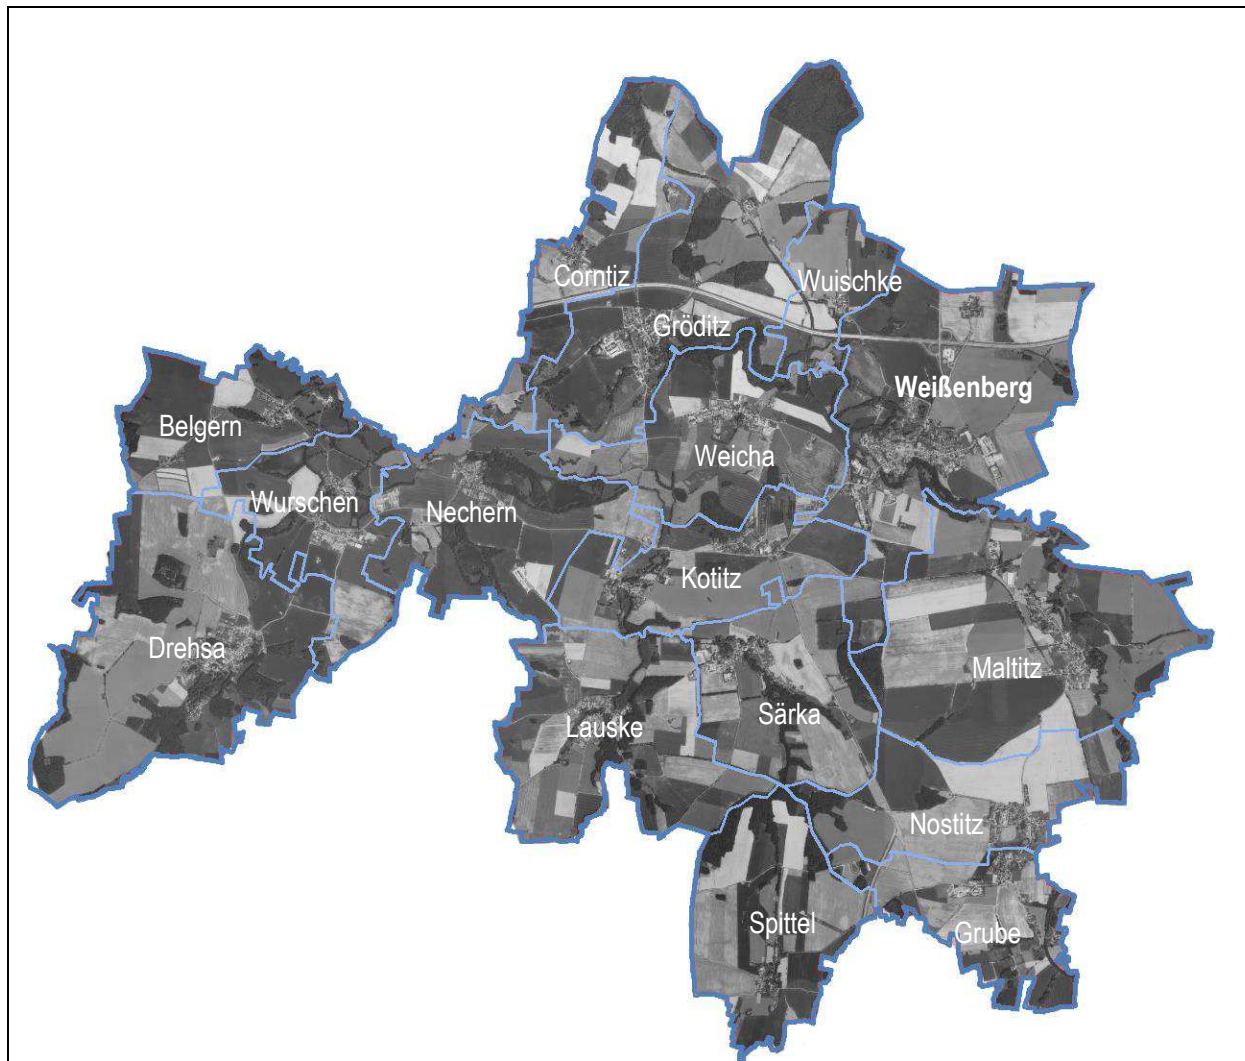 Corntiz
Wuischke
Gröditz
Weißenberg
Belgern
Weicha
Wurschen
Nechern
Kotitz
Drehsa
Maltitz
Särka
Lauske
Nostitz
Spittel
Grube